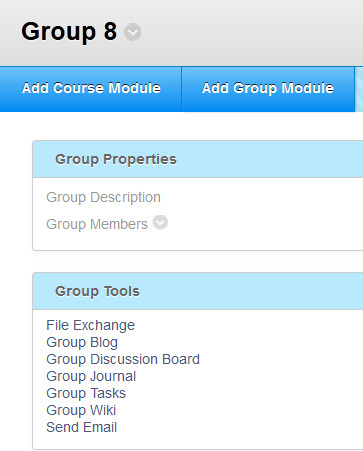 Group 8
Add Course Module Add Group Module
Group Properties
Group Description
Group Members
Group Tools
File Exchange
Group Blog
Group Discussion Board
Group Journal
Group Tasks
Group Wiki
Send Email